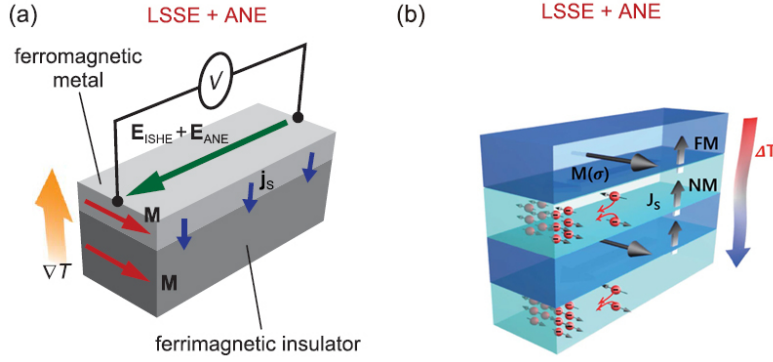 (a)
LSSE + ANE
ferromagnetic
metal
V
E_ISHE + E_ANE
j_s
M
M
∇T
ferrimagnetic insulator
(b)
LSSE + ANE
FM
ΔT
M(σ)
NM
J_s